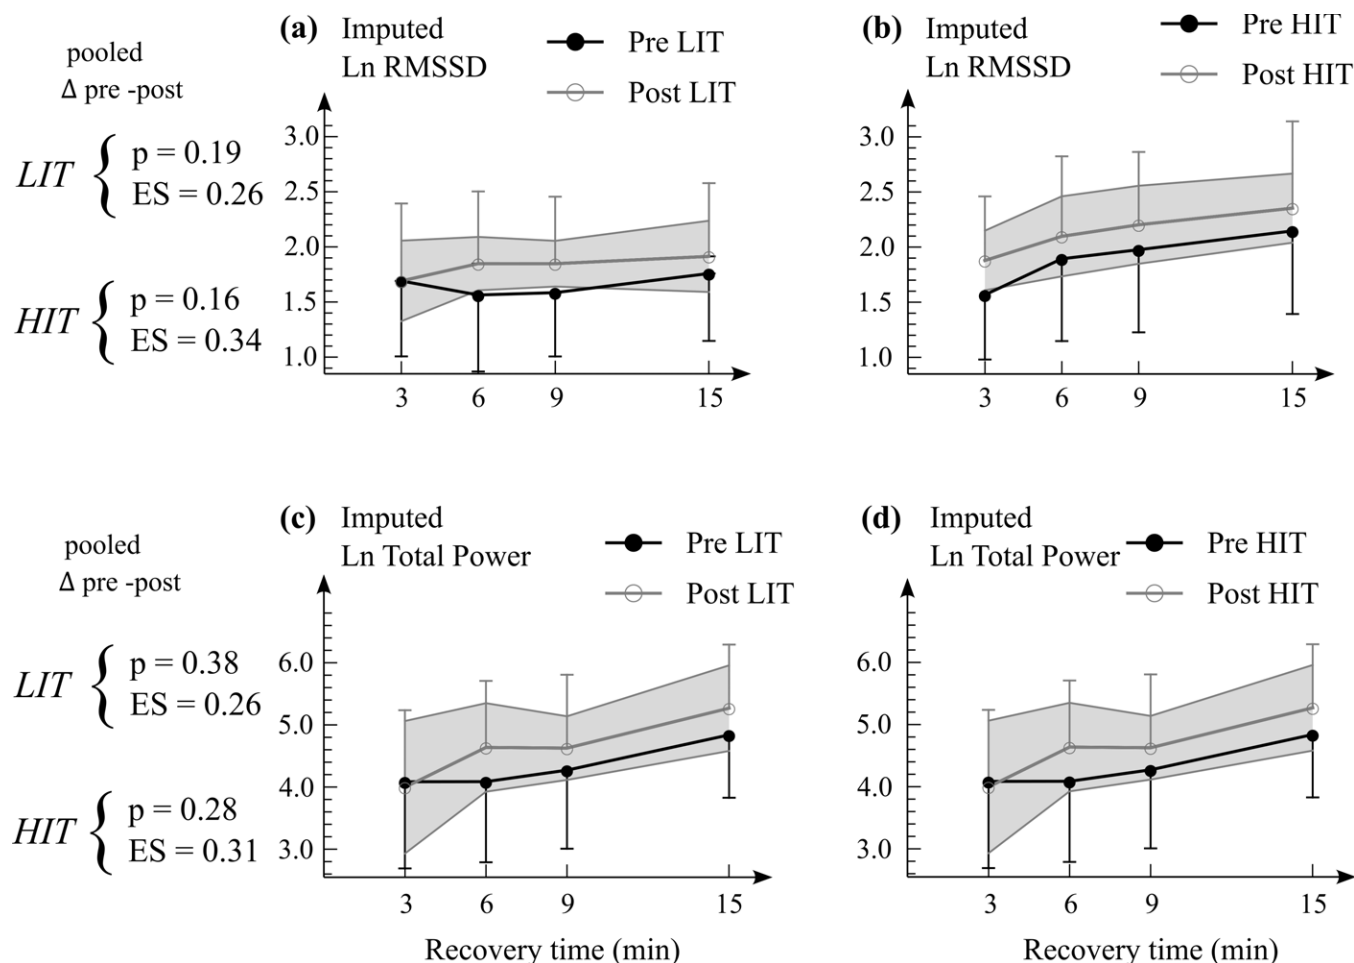 (a) Imputed
Ln RMSSD
Pre LIT
Post LIT
(b) Imputed
Ln RMSSD
Pre HIT
Post HIT
pooled
Δ pre -post
LIT { p = 0.19
ES = 0.26
HIT { p = 0.16
ES = 0.34
3.0
2.5
2.0
1.5
1.0
3 6 9 15
3.0
2.5
2.0
1.5
1.0
3 6 9 15
(c) Imputed
Ln Total Power
Pre LIT
Post LIT
(d) Imputed
Ln Total Power
Pre HIT
Post HIT
pooled
Δ pre -post
LIT { p = 0.38
ES = 0.26
HIT { p = 0.28
ES = 0.31
6.0
5.0
4.0
3.0
3 6 9 15
Recovery time (min)
6.0
5.0
4.0
3.0
3 6 9 15
Recovery time (min)